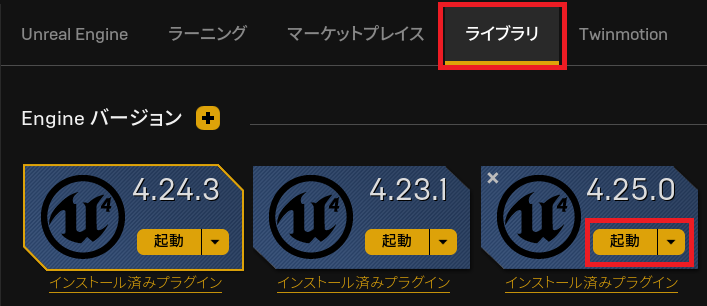 Unreal Engine ラーニング マーケットプレイス ライブラリ Twinmotion
Engine バージョン
4.24.3 4.23.1 4.25.0
起動 起動 起動
インストール済みプラグイン インストール済みプラグイン インストール済みプラグイン